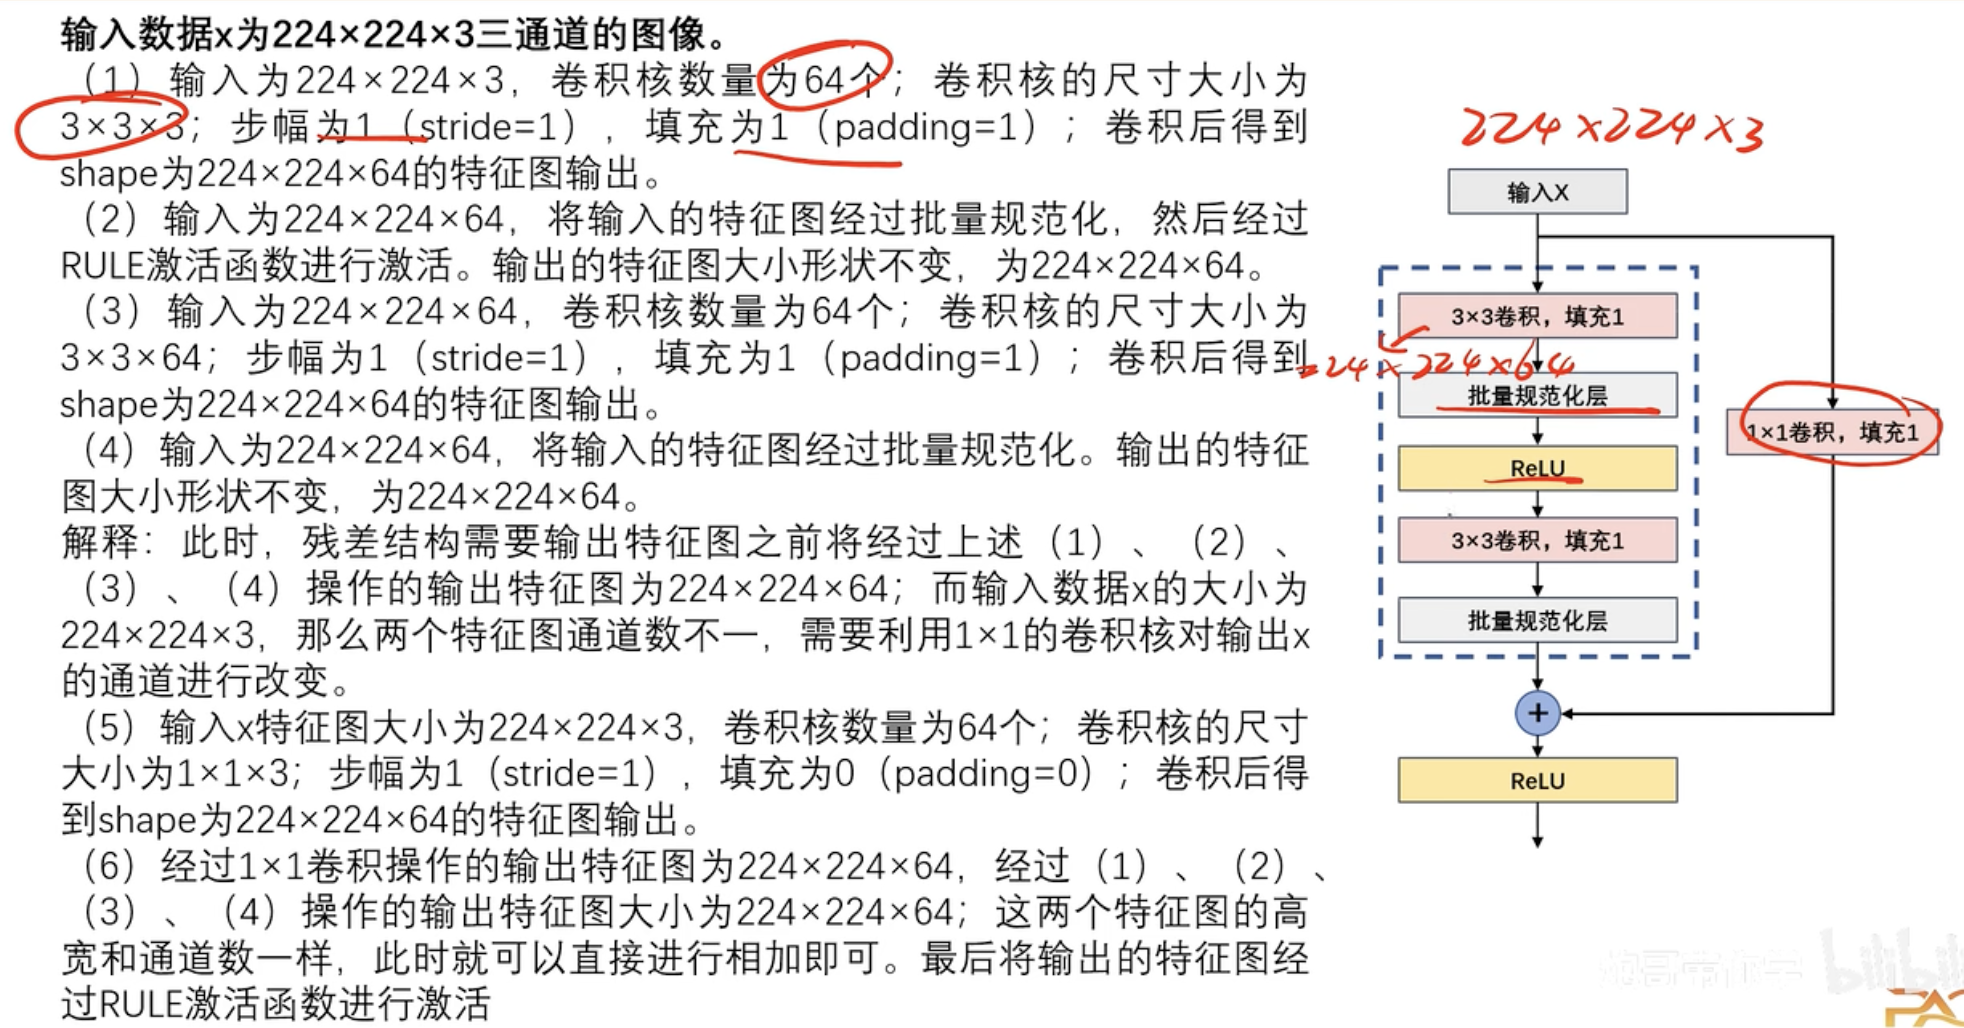 输入数据x为224×224×3三通道的图像。
（1）输入为224×224×3，卷积核数量为64个；卷积核的尺寸大小为
3×3×3；步幅为1（stride=1），填充为1（padding=1）；卷积后得到
shape为224×224×64的特征图输出。
（2）输入为224×224×64，将输入的特征图经过批量规范化，然后经过
RULE激活函数进行激活。输出的特征图大小形状不变，为224×224×64。
（3）输入为224×224×64，卷积核数量为64个；卷积核的尺寸大小为
3×3×64；步幅为1（stride=1），填充为1（padding=1）；卷积后得到
shape为224×224×64的特征图输出。
（4）输入为224×224×64，将输入的特征图经过批量规范化。输出的特征
图大小形状不变，为224×224×64。
解释：此时，残差结构需要输出特征图之前将经过上述（1）、（2）、
（3）、（4）操作的输出特征图为224×224×64；而输入数据x的大小为
224×224×3，那么两个特征图通道数不一，需要利用1×1的卷积核对输出x
的通道进行改变。
（5）输入x特征图大小为224×224×3，卷积核数量为64个；卷积核的尺寸
大小为1×1×3；步幅为1（stride=1），填充为0（padding=0）；卷积后得
到shape为224×224×64的特征图输出。
（6）经过1×1卷积操作的输出特征图为224×224×64，经过（1）、（2）、
（3）、（4）操作的输出特征图大小为224×224×64；这两个特征图的高
宽和通道数一样，此时就可以直接进行相加即可。最后将输出的特征图经
过RULE激活函数进行激活
224×224×3
输入X
3×3卷积，填充1
224×224×64
批量规范化层
ReLU
3×3卷积，填充1
批量规范化层
1×1卷积，填充1
+
ReLU
bilibili